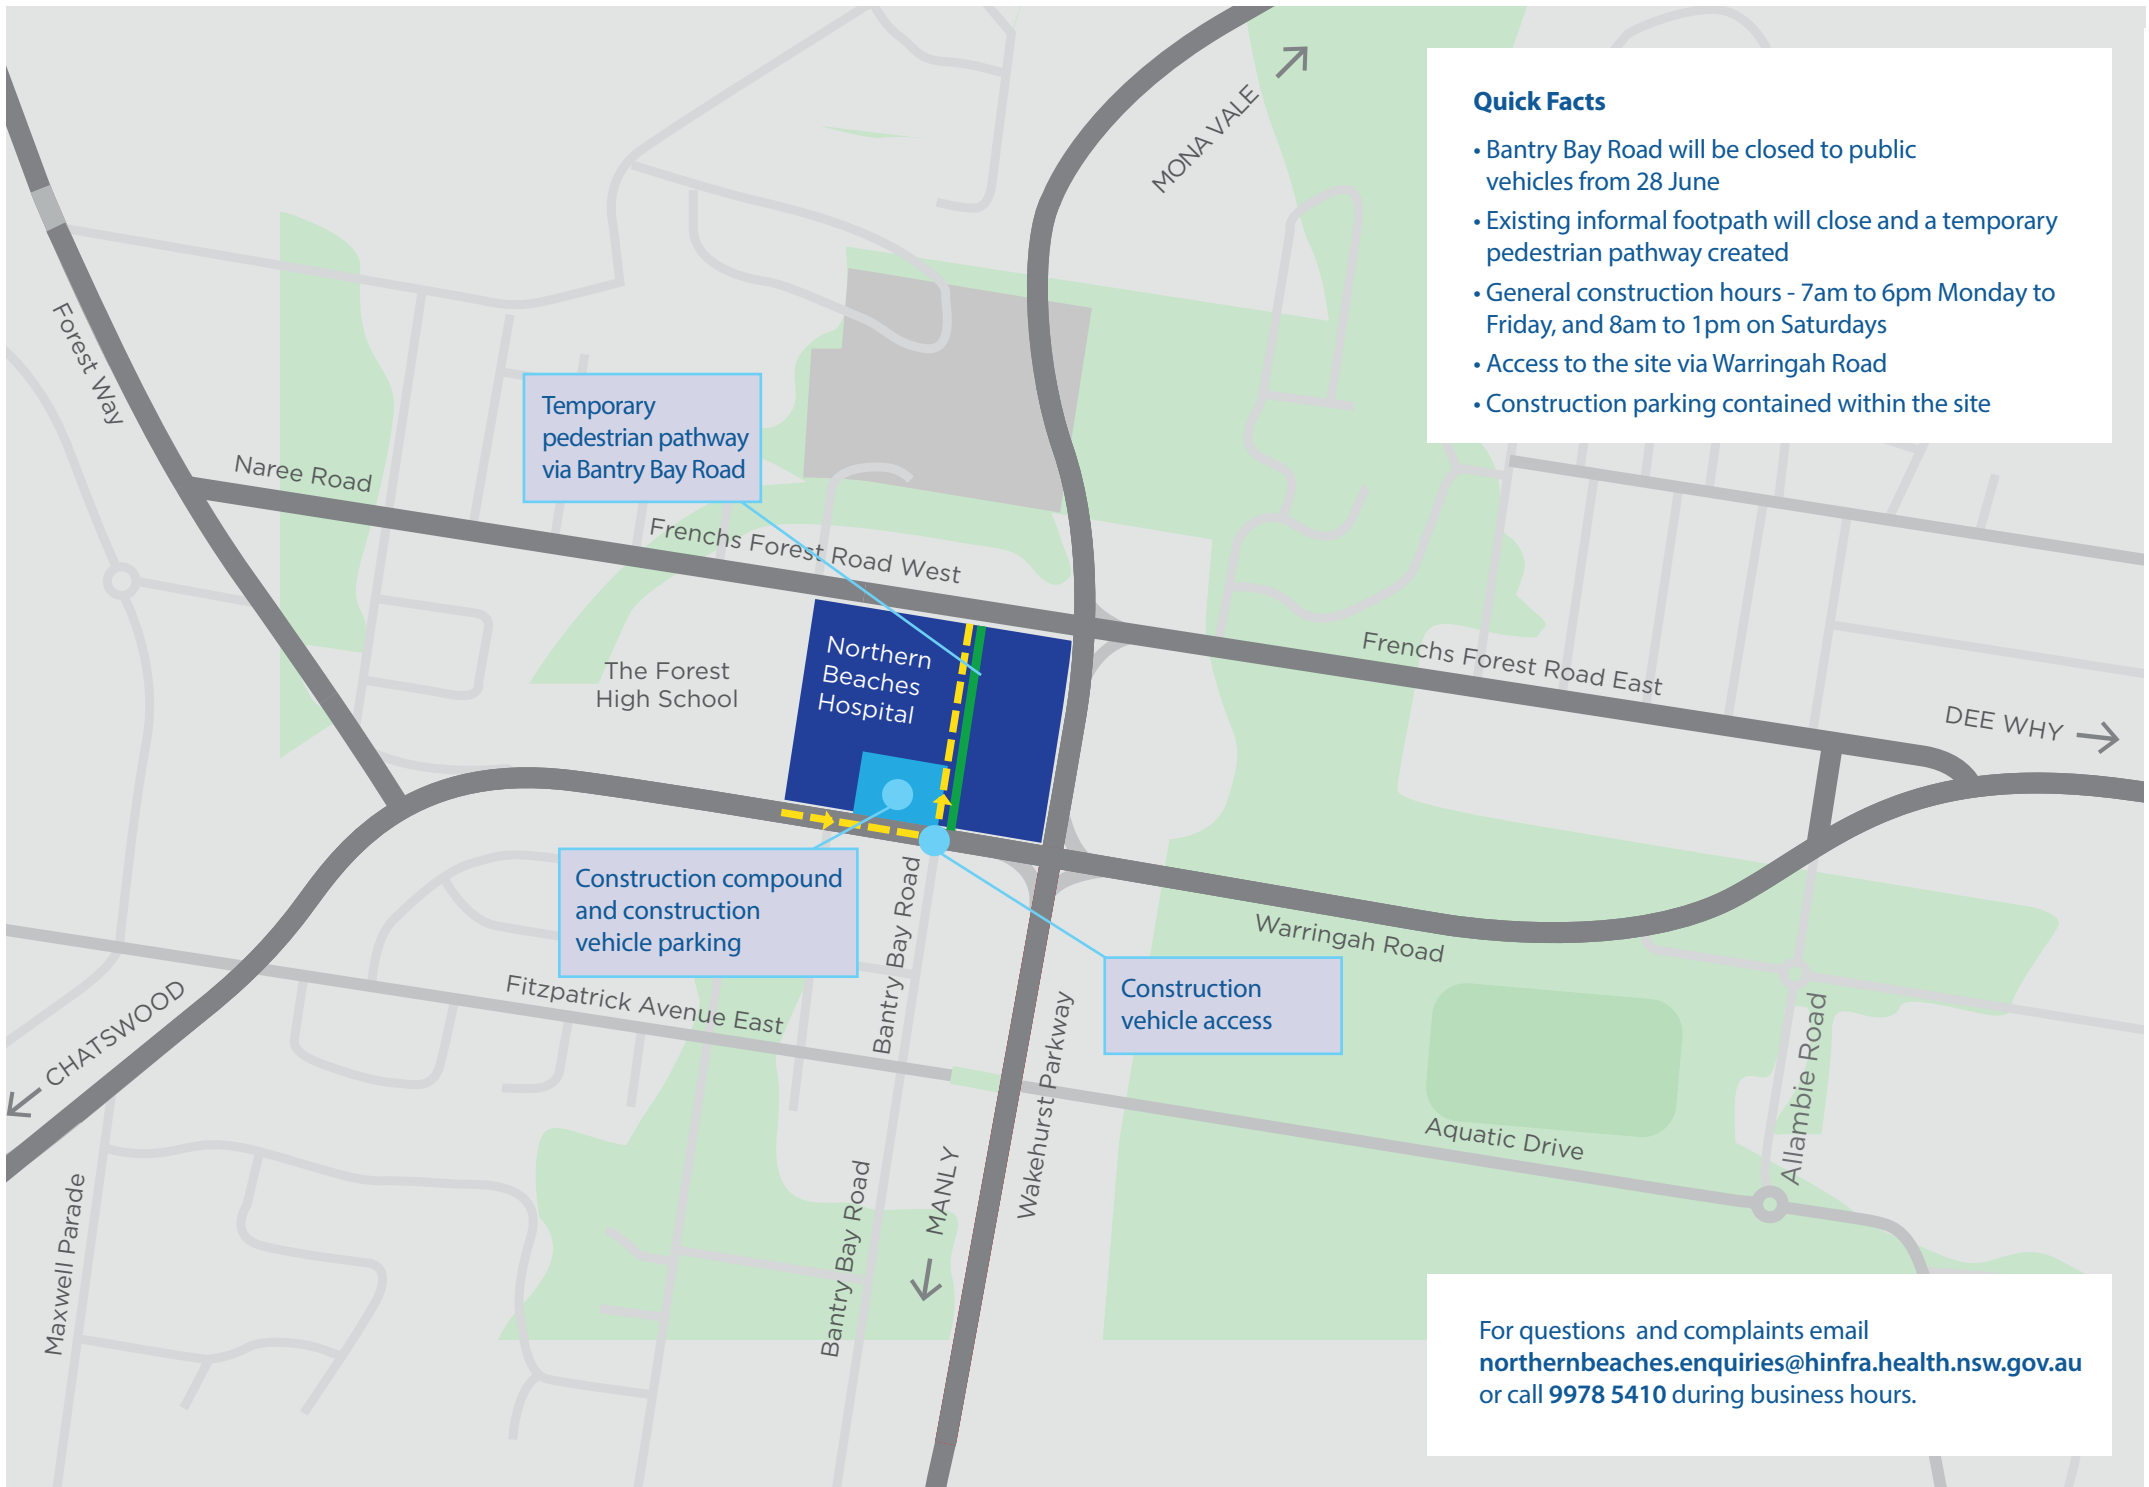 MONA VALE
Quick Facts
• Bantry Bay Road will be closed to public
vehicles from 28 June
• Existing informal footpath will close and a temporary
pedestrian pathway created
• General construction hours - 7am to 6pm Monday to
Friday, and 8am to 1pm on Saturdays
• Access to the site via Warringah Road
• Construction parking contained within the site
Forest Way
Naree Road
Temporary
pedestrian pathway
via Bantry Bay Road
Frenchs Forest Road West
Northern
Beaches
Hospital
The Forest
High School
Frenchs Forest Road East
DEE WHY
Construction compound
and construction
vehicle parking
Bantry Bay Road
Warringah Road
Construction
vehicle access
CHATSWOOD
Fitzpatrick Avenue East
Wakehurst Parkway
Allambie Road
Aquatic Drive
MANLY
Maxwell Parade
Bantry Bay Road
For questions and complaints email
northernbeaches.enquiries@hinfra.health.nsw.gov.au
or call 9978 5410 during business hours.